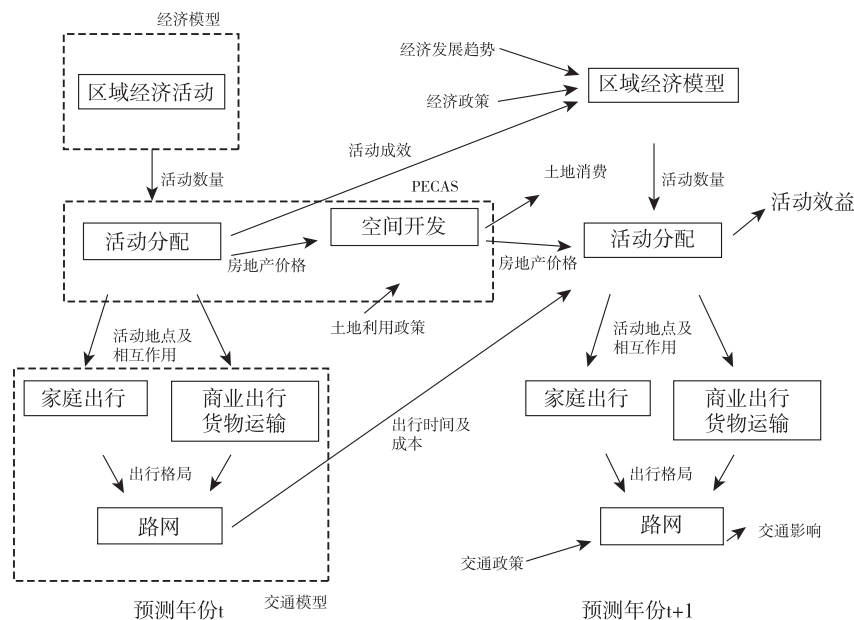 经济模型
区域经济活动
经济发展趋势
区域经济模型
经济政策
活动成效
活动数量
PECAS
土地消费
活动数量
活动效益
活动分配
空间开发
活动分配
房地产价格
房地产价格
土地利用政策
活动地点及
相互作用
活动地点及
相互作用
家庭出行
商业出行
货物运输
出行时间及
成本
家庭出行
商业出行
货物运输
出行格局
出行格局
路网
路网
交通影响
交通政策
交通模型
预测年份t
预测年份t+1